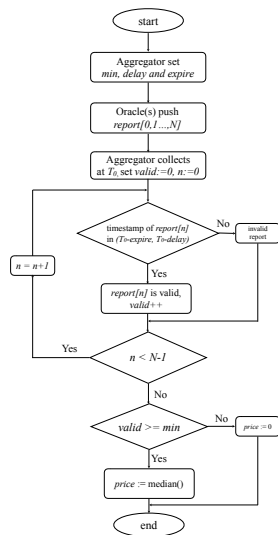 start
Aggregator set
min, delay and expire
Oracle(s) push
report[0,1...,N]
Aggregator collects
at T0, set valid:=0, n:=0
timestamp of report[n]
in (T0-expire, T0-delay)
No
invalid
report
n = n+1
Yes
report[n] is valid,
valid++
Yes
n < N-1
No
valid >= min
No
price := 0
Yes
price := median()
end